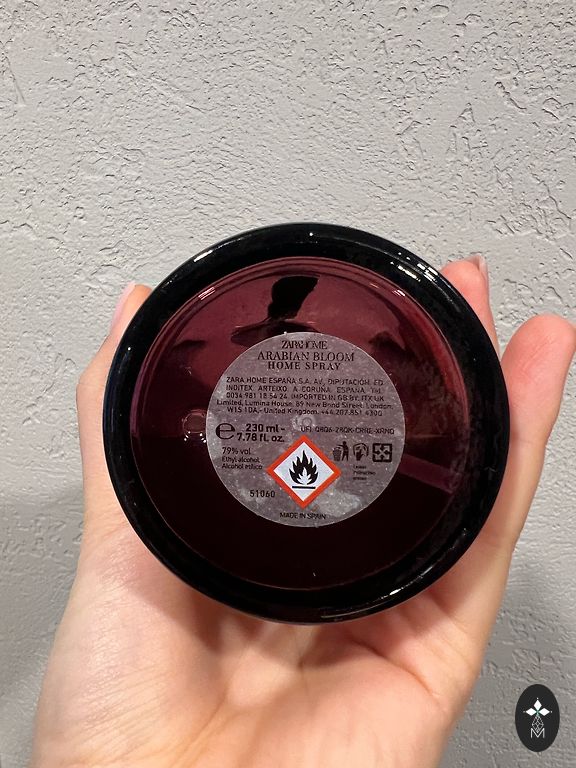 ZARA HOME
ARABIAN BLOOM
HOME SPRAY
ZARA HOME ESPAÑA S.A. AV. DIPUTACIÓN, ED.
INDITEX, ARTEIXO, A CORUÑA, ESPAÑA, Tel.
0034 981 18 54 24. IMPORTED IN GB BY: ITX UK
Limited, Lumina House, 89 New Bond Street, London,
W1S 1DA - United Kingdom. +44 207 851 4300
e 230 ml -
7.78 fl. oz.
79% vol
Ethyl alcohol
Alcohol etílico
51060
MADE IN SPAIN
M